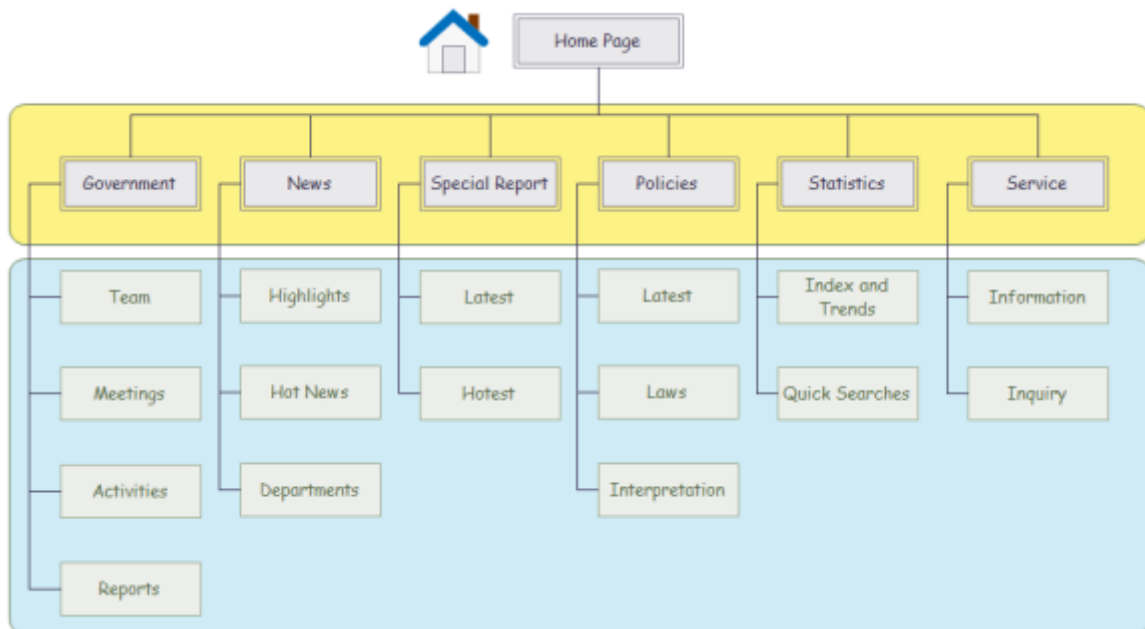 Home Page
Government
News
Special Report
Policies
Statistics
Service
Team
Highlights
Latest
Latest
Index and
Trends
Information
Meetings
Hot News
Hotest
Laws
Quick Searches
Inquiry
Activities
Departments
Interpretation
Reports